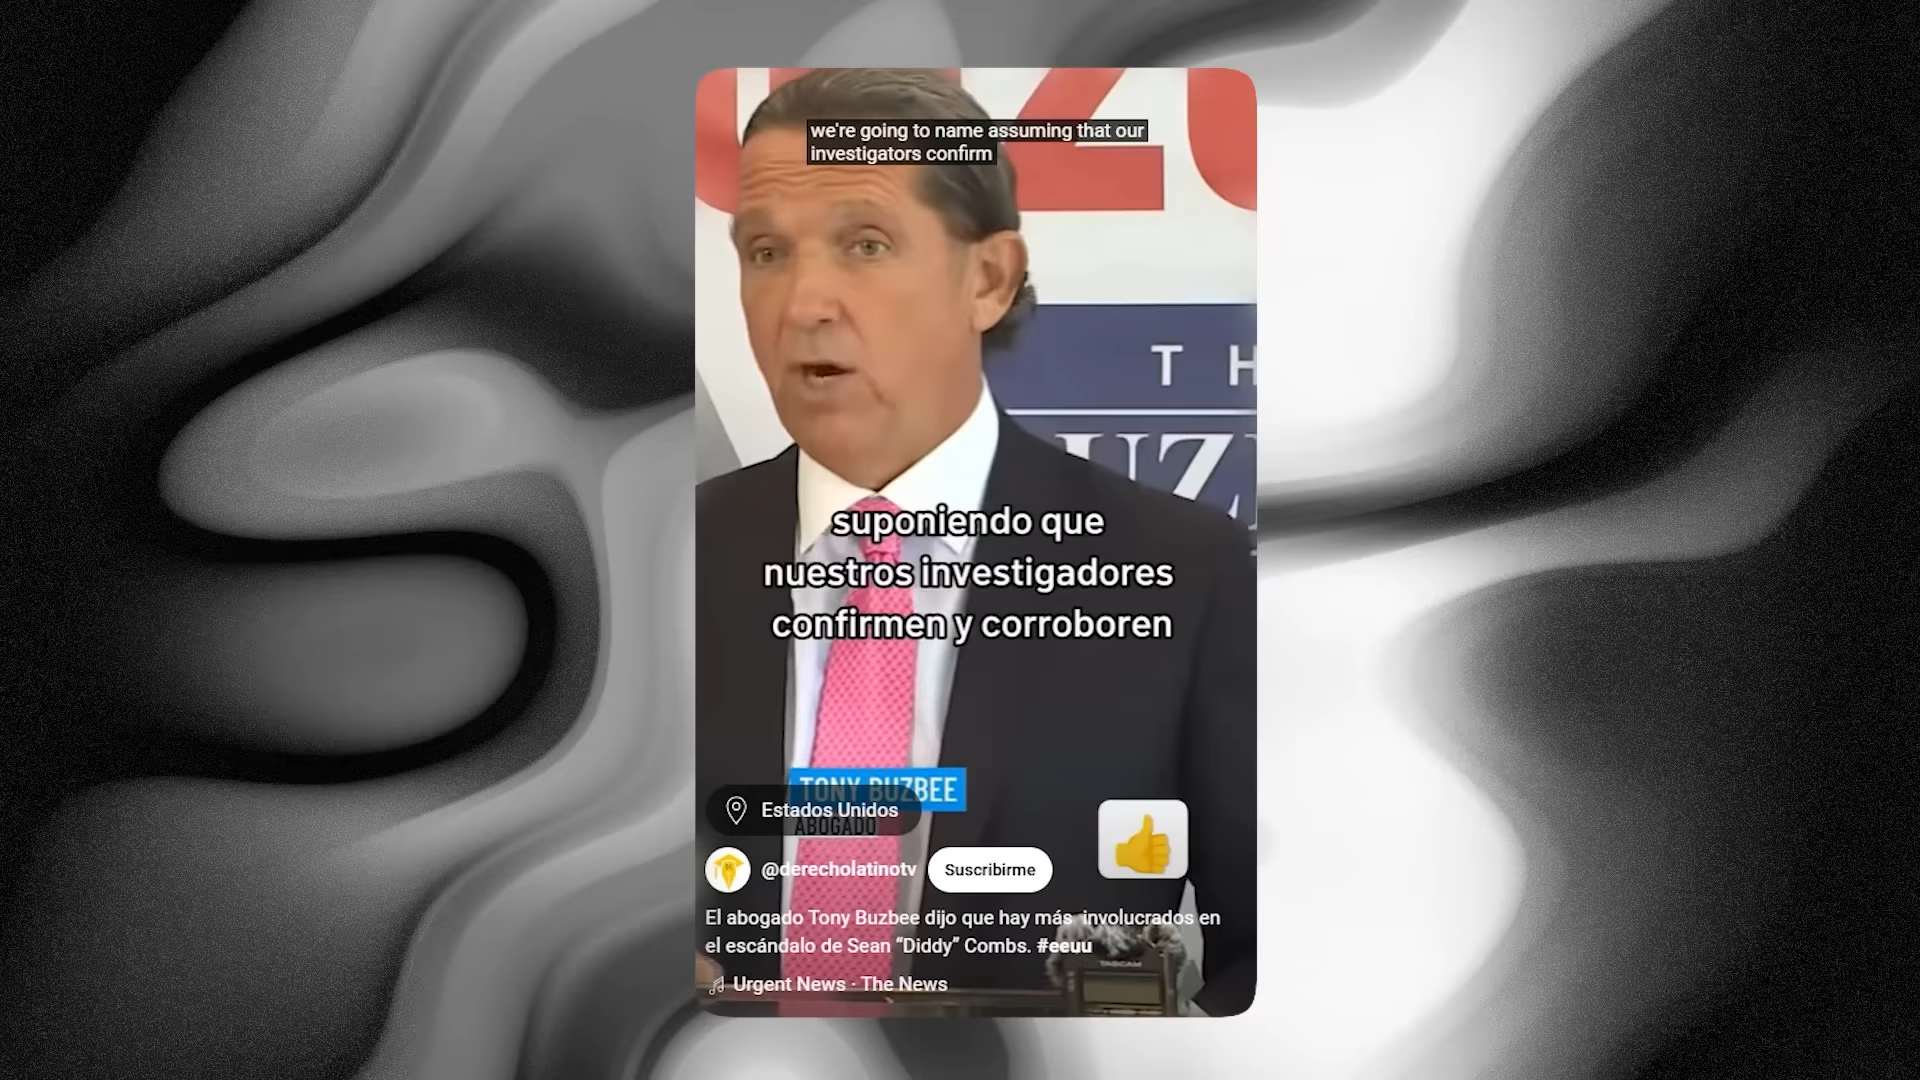 we're going to name assuming that our
investigators confirm
T H
UZ
suponiendo que
nuestros investigadores
confirmen y corroboren
TONY BUZBEE
Estados Unidos
ABOGADO
@derecholatinotv
Suscribirme
El abogado Tony Buzbee dijo que hay más involucrados en
el escándalo de Sean “Diddy” Combs. #eeuu
TASCAM
Urgent News · The News